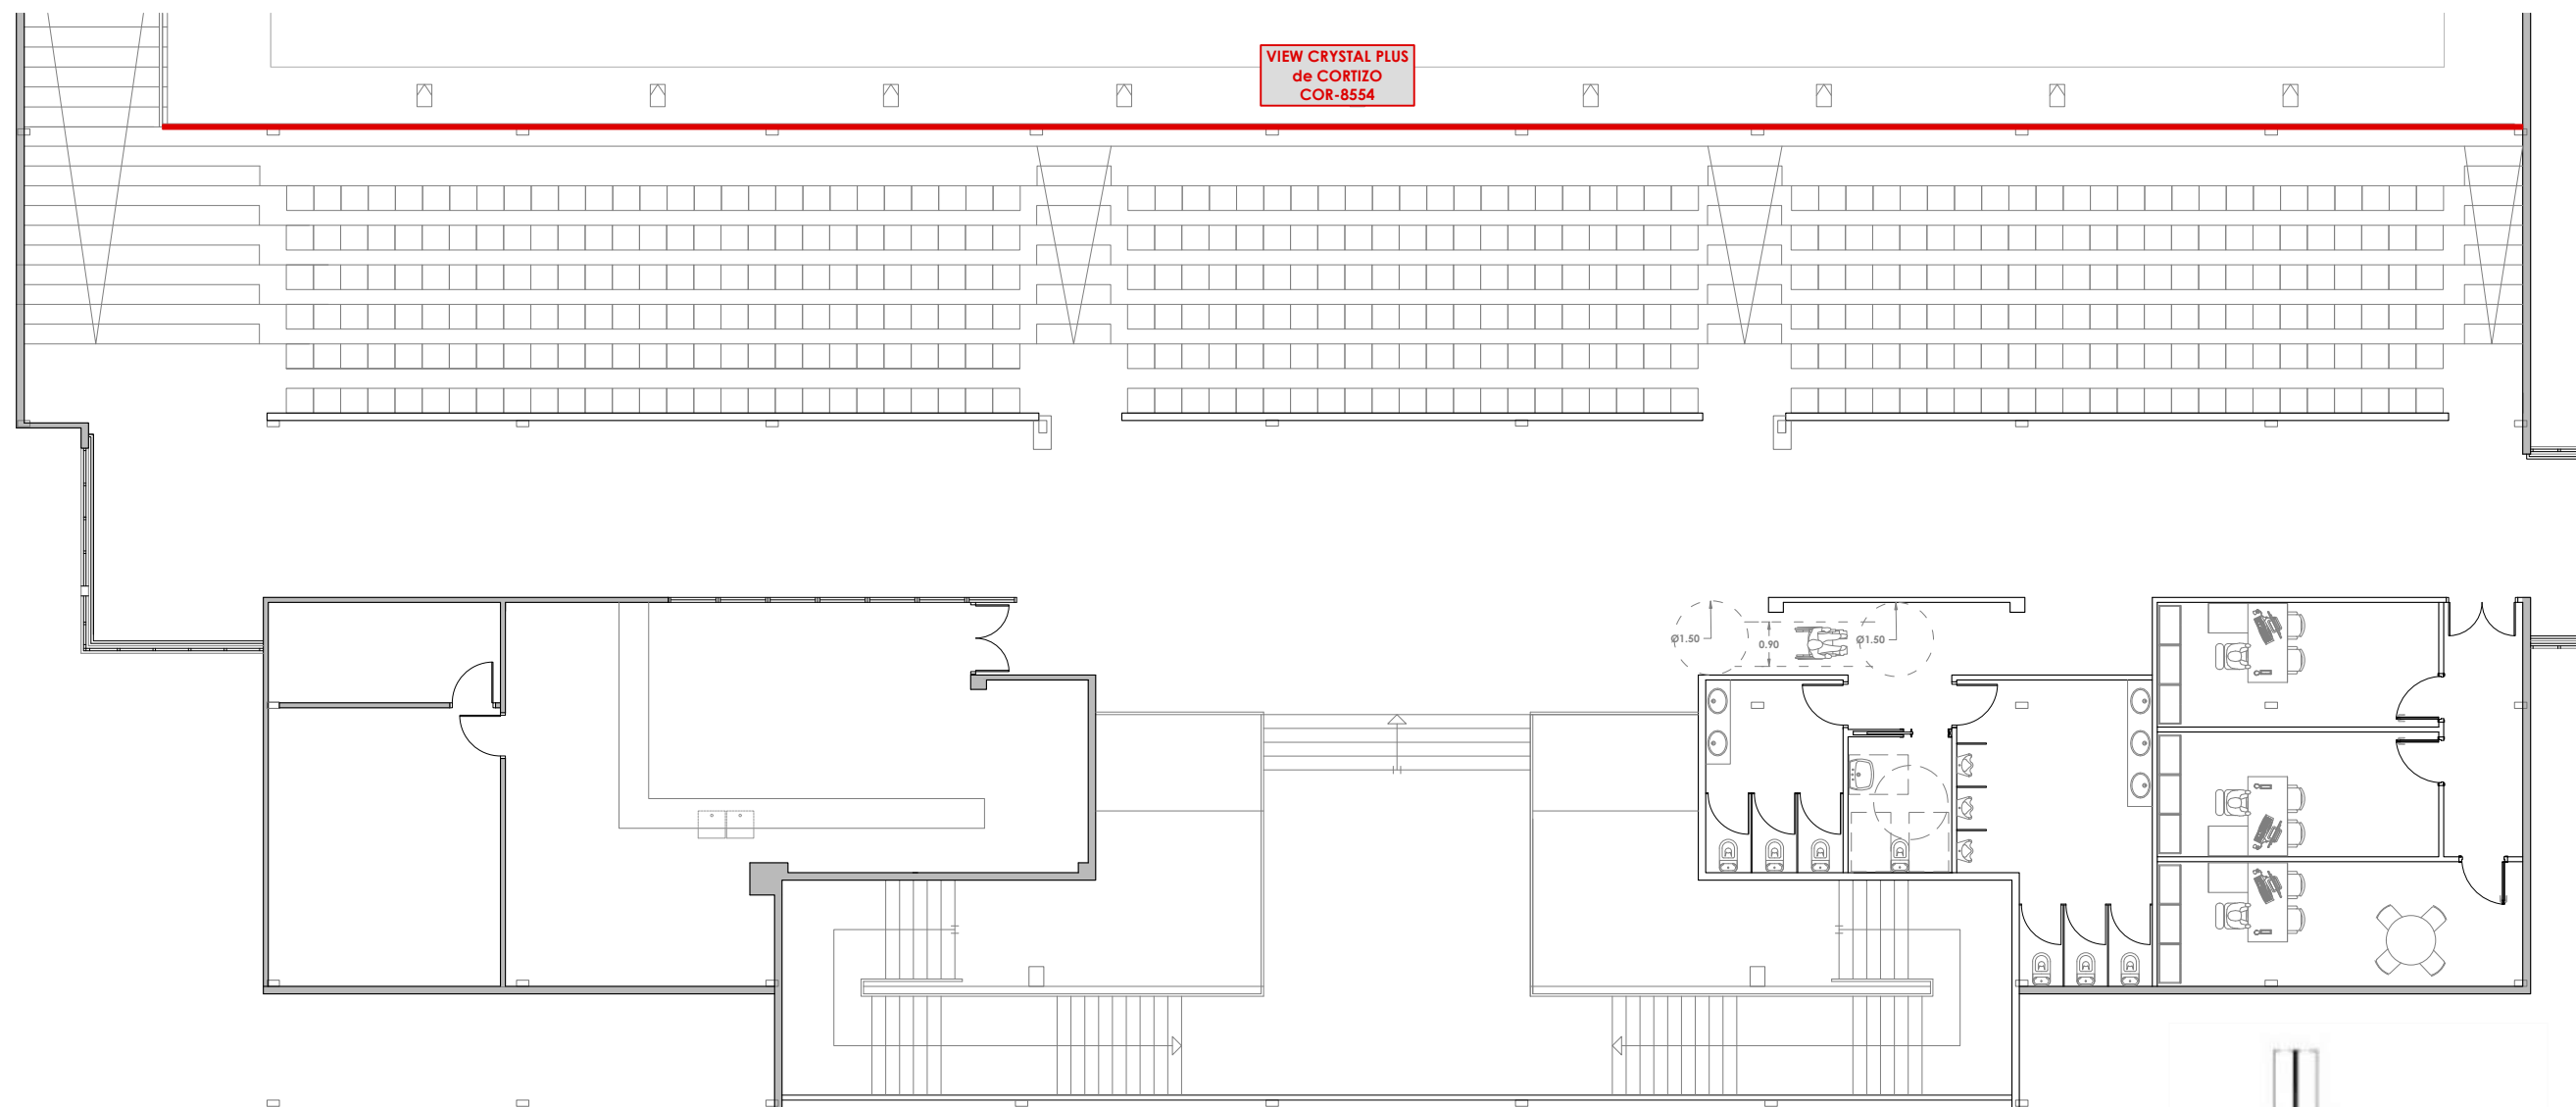 VIEW CRYSTAL PLUS
de CORTIZO
COR-8554
Ø1.50
0.90
Ø1.50